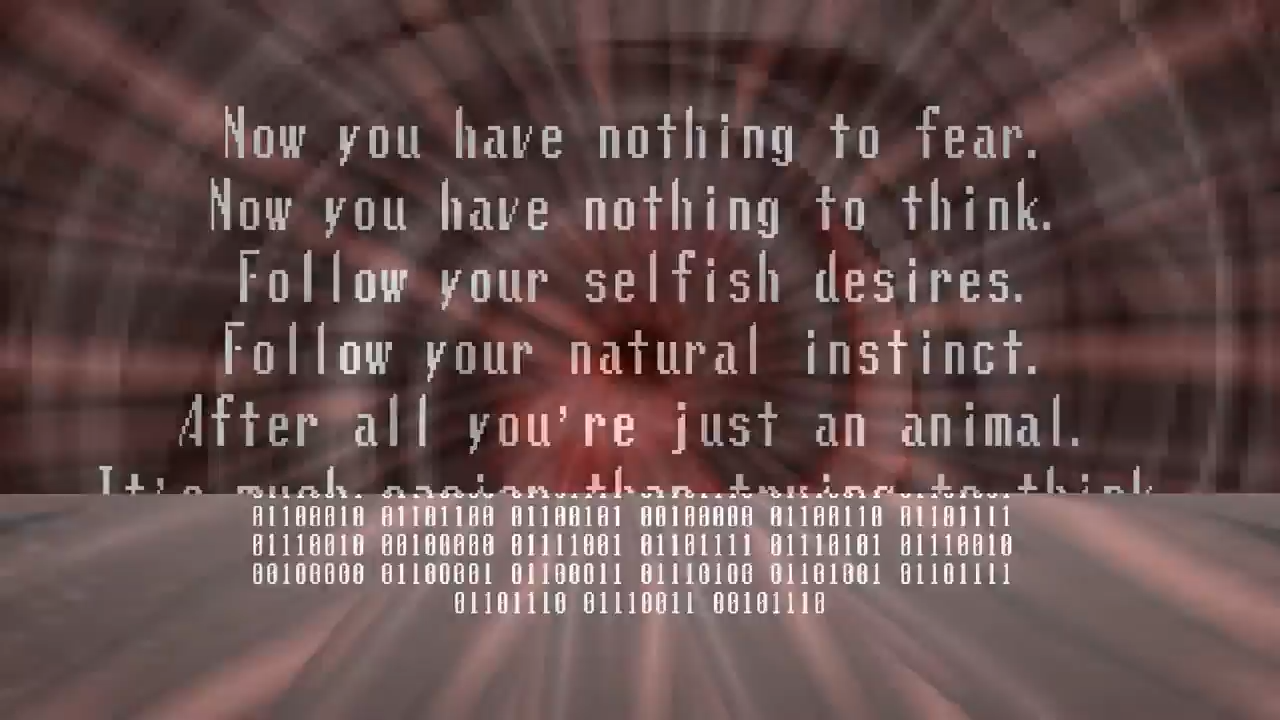 Now you have nothing to fear.
Now you have nothing to think.
Follow your selfish desires.
Follow your natural instinct.
After all you're just an animal.
It's much easier than trying to think
01100010 01101100 01100101 00100000 01100110 01101111
01110010 00100000 01111001 01101111 01110101 01110010
00100000 01100001 01100011 01110100 01101001 01101111
01101110 01110011 00101110